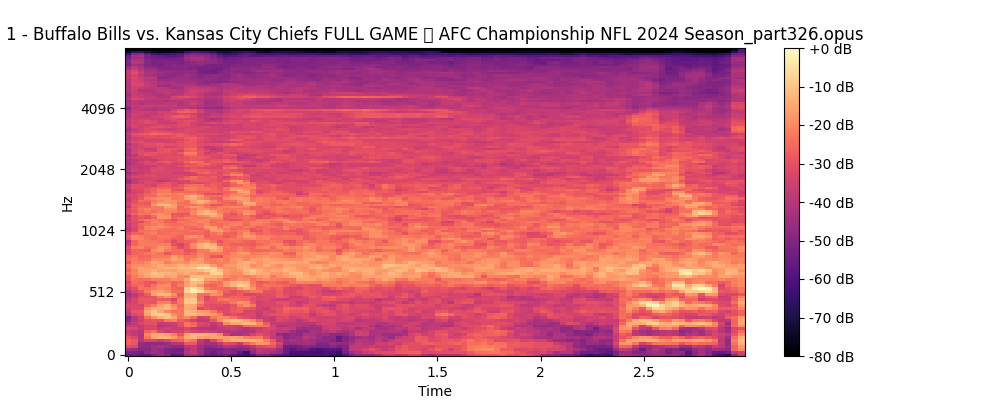 1 - Buffalo Bills vs. Kansas City Chiefs FULL GAME ▯ AFC Championship NFL 2024 Season_part326.opus
+0 dB
-10 dB
-20 dB
-30 dB
-40 dB
-50 dB
-60 dB
-70 dB
-80 dB
4096
2048
1024
512
0
Hz
0 0.5 1 1.5 2 2.5
Time